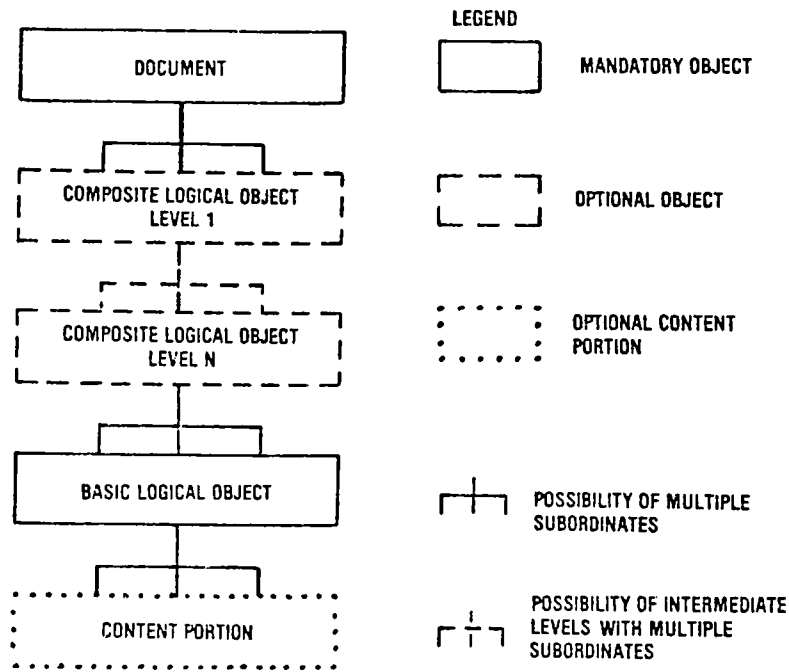 DOCUMENT
COMPOSITE LOGICAL OBJECT
LEVEL 1
COMPOSITE LOGICAL OBJECT
LEVEL N
BASIC LOGICAL OBJECT
CONTENT PORTION
LEGEND
MANDATORY OBJECT
OPTIONAL OBJECT
OPTIONAL CONTENT
PORTION
POSSIBILITY OF MULTIPLE
SUBORDINATES
POSSIBILITY OF INTERMEDIATE
LEVELS WITH MULTIPLE
SUBORDINATES